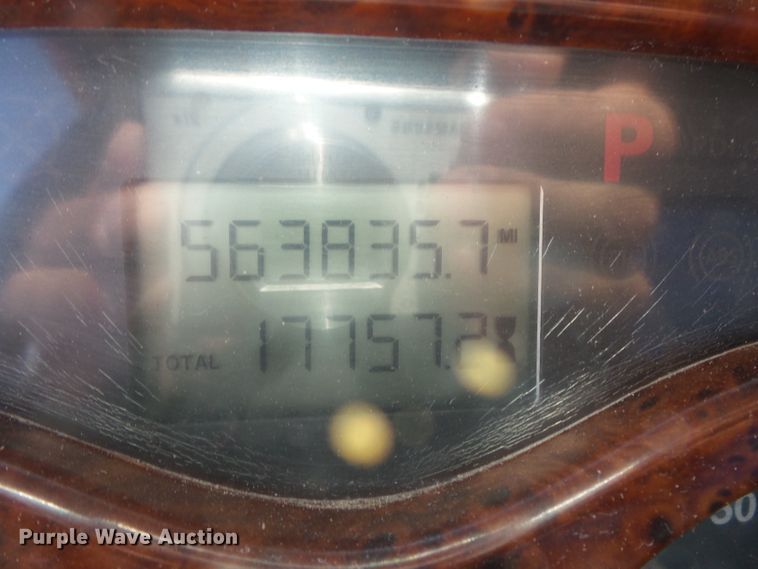 P
563835.7 MI
TOTAL 17757.2
Purple Wave Auction